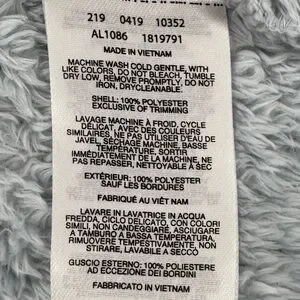 219 0419 10352
AL1086 1819791
MADE IN VIETNAM
MACHINE WASH COLD GENTLE, WITH
LIKE COLORS, DO NOT BLEACH, TUMBLE
DRY LOW, REMOVE PROMPTLY, DO NOT
IRON, DRYCLEANABLE.
SHELL: 100% POLYESTER
EXCLUSIVE OF TRIMMING
LAVAGE MACHINE À FROID, CYCLE
DÉLICAT, AVEC DES COULEURS
SIMILAIRES, NE PAS UTILISER D'EAU DE
JAVEL, SÉCHAGE MACHINE, BASSE
TEMPÉRATURE, SORTIR
IMMÉDIATEMENT DE LA MACHINE, NE
PAS REPASSER, NETTOYABLE À SEC
EXTÉRIEUR: 100% POLYESTER
SAUF LES BORDURES
FABRIQUÉ AU VIÊT NAM
LAVARE IN LAVATRICE IN ACQUA
FREDDA, CICLO DELICATO, CON COLORI
SIMILI, NON CANDEGGIARE, ASCIUGARE
A TAMBURO A BASSA TEMPERATURA,
RIMUOVERE TEMPESTIVAMENTE, NON
STIRARE, LAVABILE A SECCO
GUSCIO ESTERNO: 100% POLIESTERE
AD ECCEZIONE DEI BORDINI
FABBRICATO IN VIETNAM